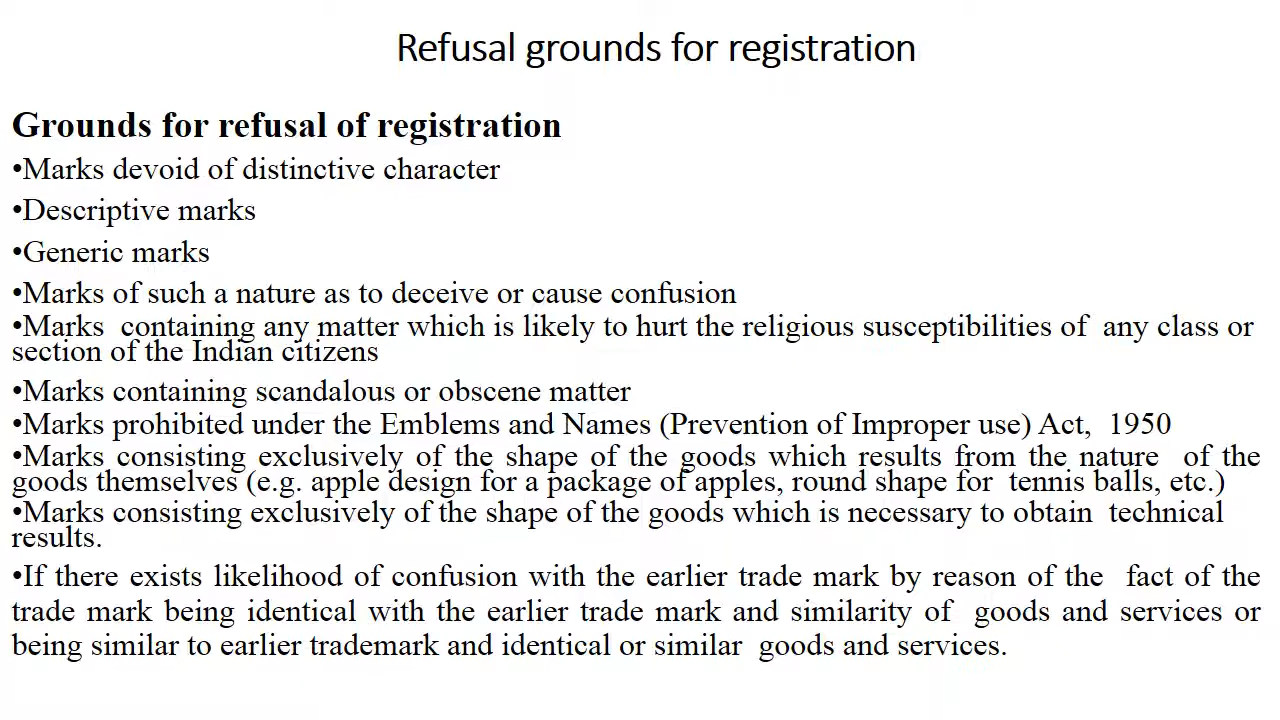 Refusal grounds for registration
Grounds for refusal of registration
•Marks devoid of distinctive character
•Descriptive marks
•Generic marks
•Marks of such a nature as to deceive or cause confusion
•Marks containing any matter which is likely to hurt the religious susceptibilities of any class or
section of the Indian citizens
•Marks containing scandalous or obscene matter
•Marks prohibited under the Emblems and Names (Prevention of Improper use) Act, 1950
•Marks consisting exclusively of the shape of the goods which results from the nature of the
goods themselves (e.g. apple design for a package of apples, round shape for tennis balls, etc.)
•Marks consisting exclusively of the shape of the goods which is necessary to obtain technical
results.
•If there exists likelihood of confusion with the earlier trade mark by reason of the fact of the
trade mark being identical with the earlier trade mark and similarity of goods and services or
being similar to earlier trademark and identical or similar goods and services.